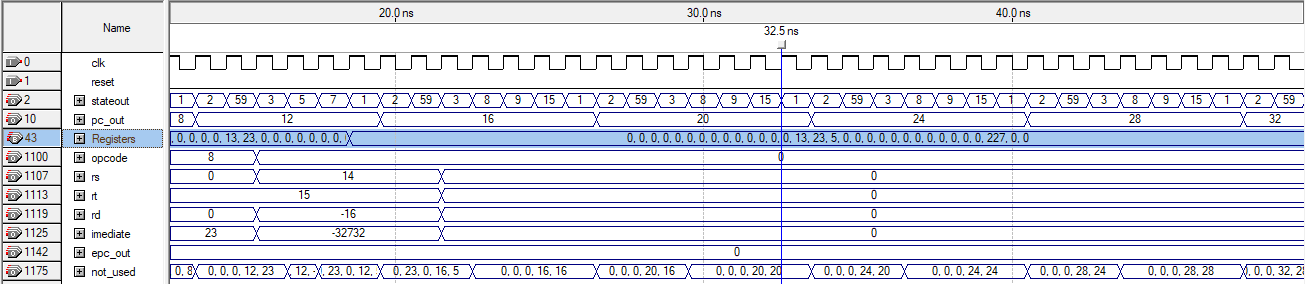 Name
20.0 ns 30.0 ns 40.0 ns
32.5 ns
0 clk
1 reset
2 stateout 1 2 59 3 5 7 1 2 59 3 8 9 15 1 2 59 3 8 9 15 1 2 59 3 8 9 15 1 2 59 3 8 9 15 1 2 59
10 pc_out 8 12 16 20 24 28 32
43 Registers , 0, 0, 0, 0, 13, 23, 0, 0, 0, 0, 0, 0, 0, 0, 0, 0, 0, 0, 0, 0, 0, 0, 0, 0, 0, 0, 0, 13, 23, 5, 0, 0, 0, 0, 0, 0, 0, 0, 0, 0, 227, 0, 0
1100 opcode 8 0
1107 rs 0 14 0
1113 rt 15 0
1119 rd 0 -16 0
1125 imediate 23 -32732 0
1142 epc_out 0
1175 not_used 0, 8 0, 0, 0, 12, 23 12, - , 23, 0, 12, 0, 23, 0, 16, 5 0, 0, 0, 16, 16 0, 0, 0, 20, 16 0, 0, 0, 20, 20 0, 0, 0, 24, 20 0, 0, 0, 24, 24 0, 0, 0, 28, 24 0, 0, 0, 28, 28 0, 0, 32, 28